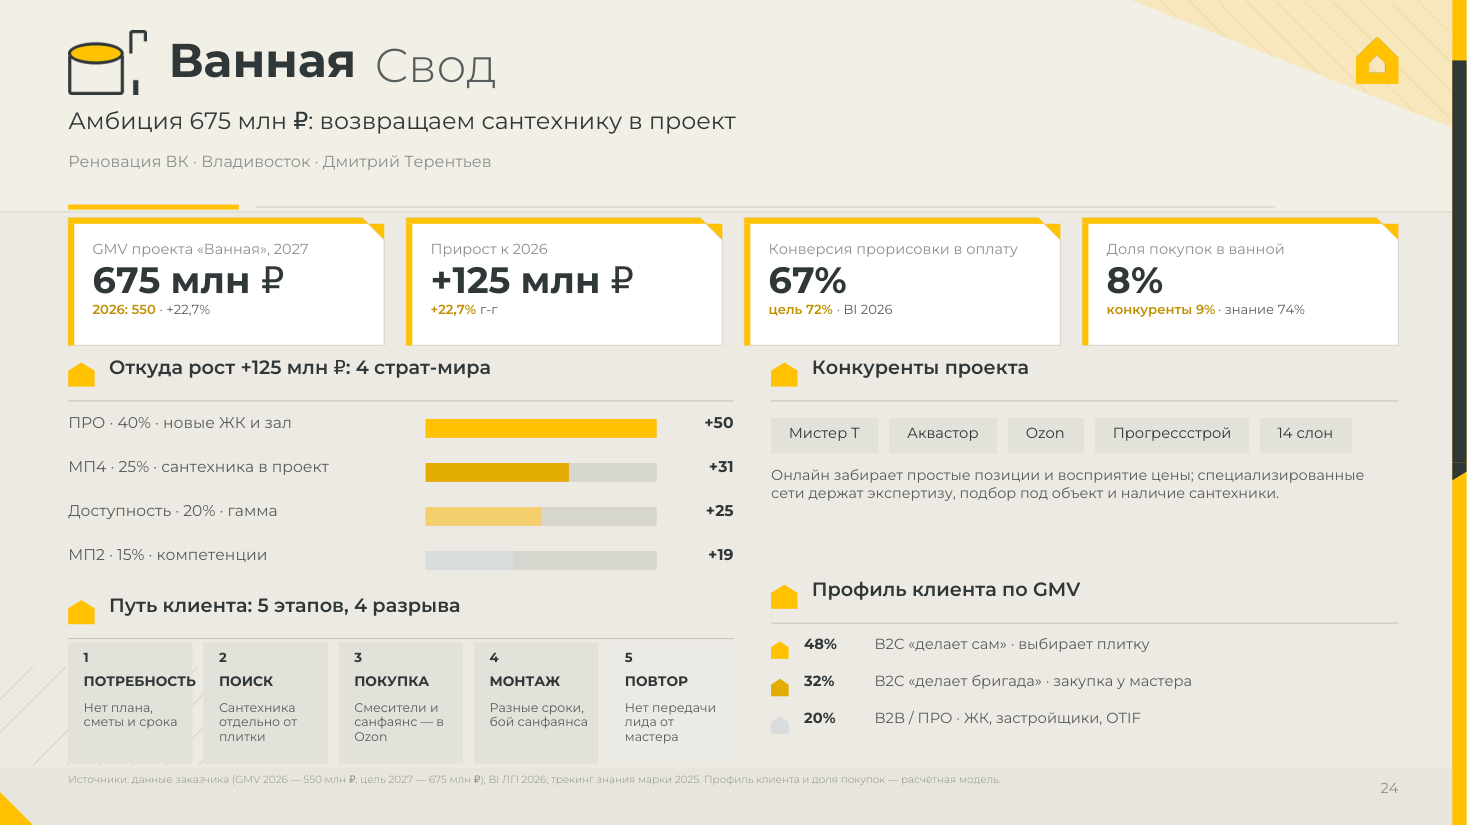 Ванная Свод
Амбиция 675 млн ₽: возвращаем сантехнику в проект
Реновация ВК · Владивосток · Дмитрий Терентьев
GMV проекта «Ванная», 2027
675 млн ₽
2026: 550 · +22,7%
Прирост к 2026
+125 млн ₽
+22,7% г-г
Конверсия прорисовки в оплату
67%
цель 72% · BI 2026
Доля покупок в ванной
8%
конкуренты 9% · знание 74%
Откуда рост +125 млн ₽: 4 страт-мира
ПРО · 40% · новые ЖК и зал +50
МП4 · 25% · сантехника в проект +31
Доступность · 20% · гамма +25
МП2 · 15% · компетенции +19
Конкуренты проекта
Мистер Т Аквастор Ozon Прогрессстрой 14 слон
Онлайн забирает простые позиции и восприятие цены; специализированные
сети держат экспертизу, подбор под объект и наличие сантехники.
Путь клиента: 5 этапов, 4 разрыва
1
ПОТРЕБНОСТЬ
Нет плана,
сметы и срока
2
ПОИСК
Сантехника
отдельно от
плитки
3
ПОКУПКА
Смесители и
санфаянс — в
Ozon
4
МОНТАЖ
Разные сроки,
бой санфаянса
5
ПОВТОР
Нет передачи
лида от
мастера
Профиль клиента по GMV
48% B2C «делает сам» · выбирает плитку
32% B2C «делает бригада» · закупка у мастера
20% B2B / ПРО · ЖК, застройщики, OTIF
Источники: данные заказчика (GMV 2026 — 550 млн ₽, цель 2027 — 675 млн ₽); BI ЛП 2026; трекинг знания марки 2025. Профиль клиента и доля покупок — расчётная модель.
24